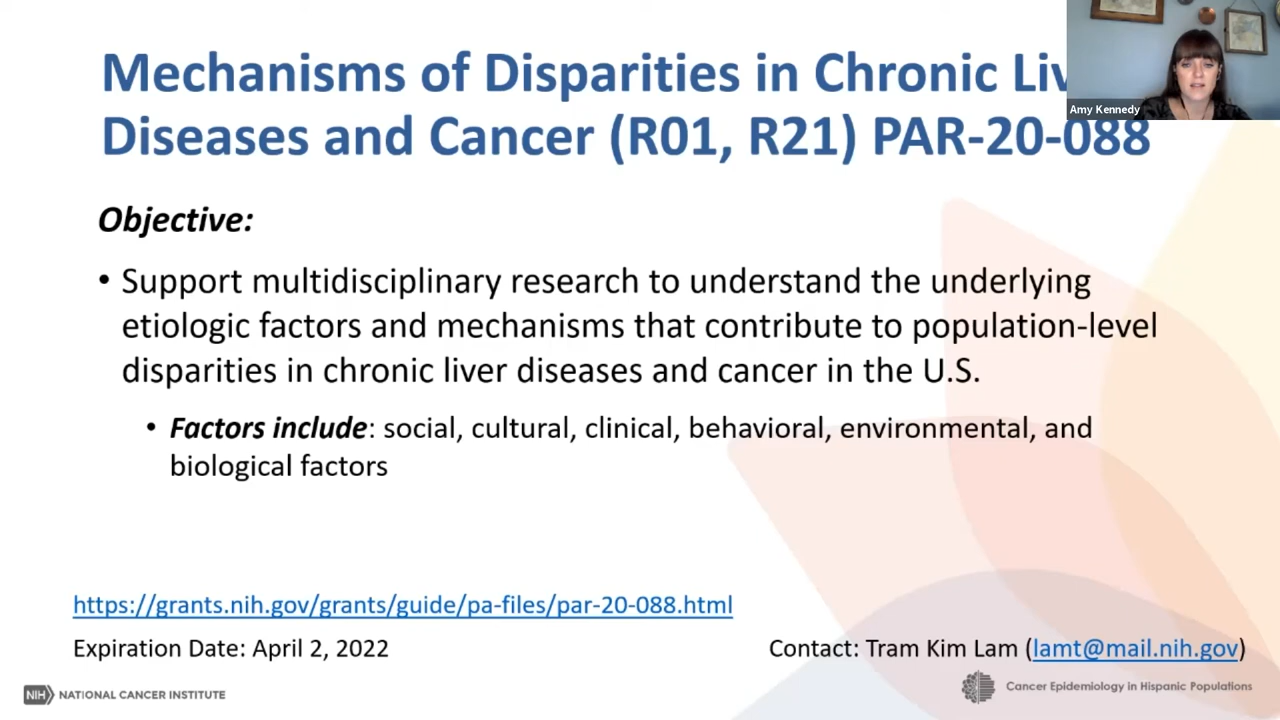 Mechanisms of Disparities in Chronic Liv
Amy Kennedy
Diseases and Cancer (R01, R21) PAR-20-088
Objective:
• Support multidisciplinary research to understand the underlying
etiologic factors and mechanisms that contribute to population-level
disparities in chronic liver diseases and cancer in the U.S.
• Factors include: social, cultural, clinical, behavioral, environmental, and
biological factors
https://grants.nih.gov/grants/guide/pa-files/par-20-088.html
Expiration Date: April 2, 2022
Contact: Tram Kim Lam (lamt@mail.nih.gov)
NIH NATIONAL CANCER INSTITUTE
Cancer Epidemiology in Hispanic Populations